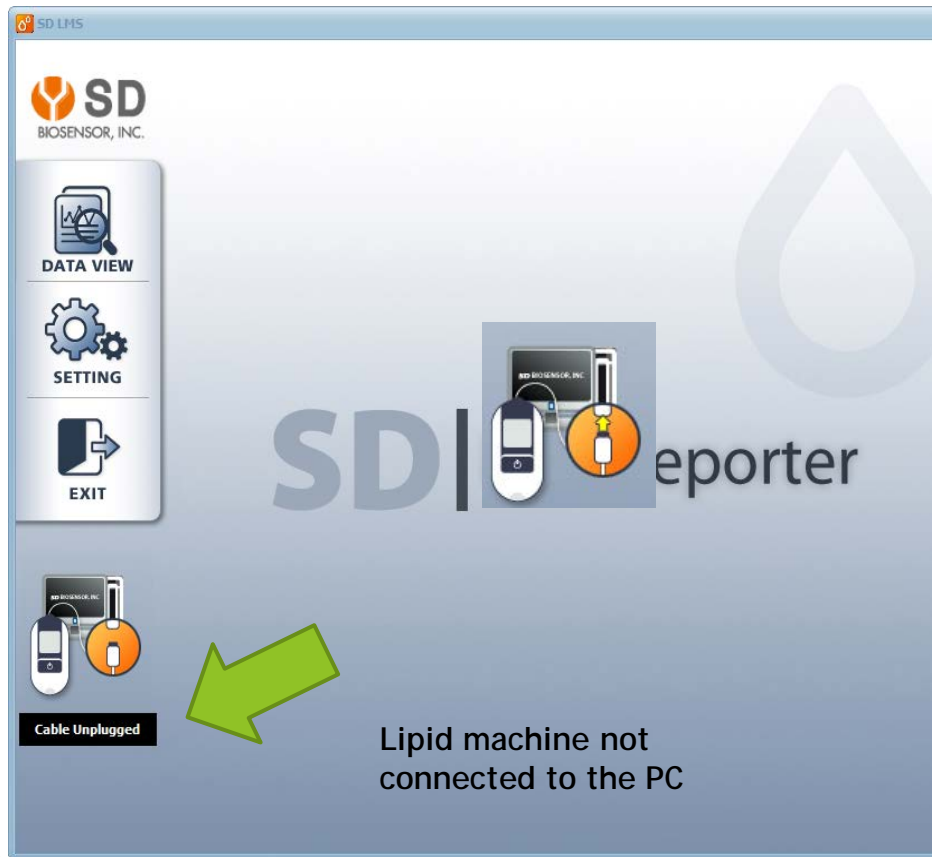 SD LMS
SD
BIOSENSOR, INC.
DATA VIEW
SETTING
EXIT
SD BIOSENSOR, INC
SD| eporter
SD BIOSENSOR, INC
Cable Unplugged
Lipid machine not
connected to the PC